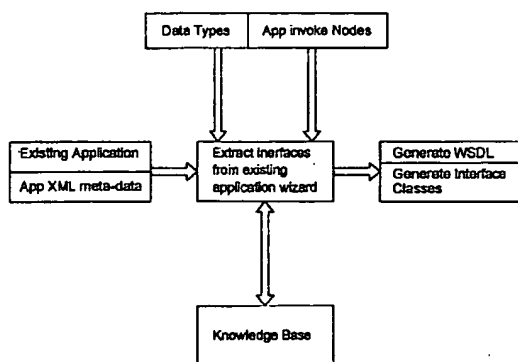 Data Types
App invoke Nodes
Existing Application
App XML meta-data
Extract inerfaces
from existing
application wizard
Generate WSDL
Generate Interface
Classes
Knowledge Base